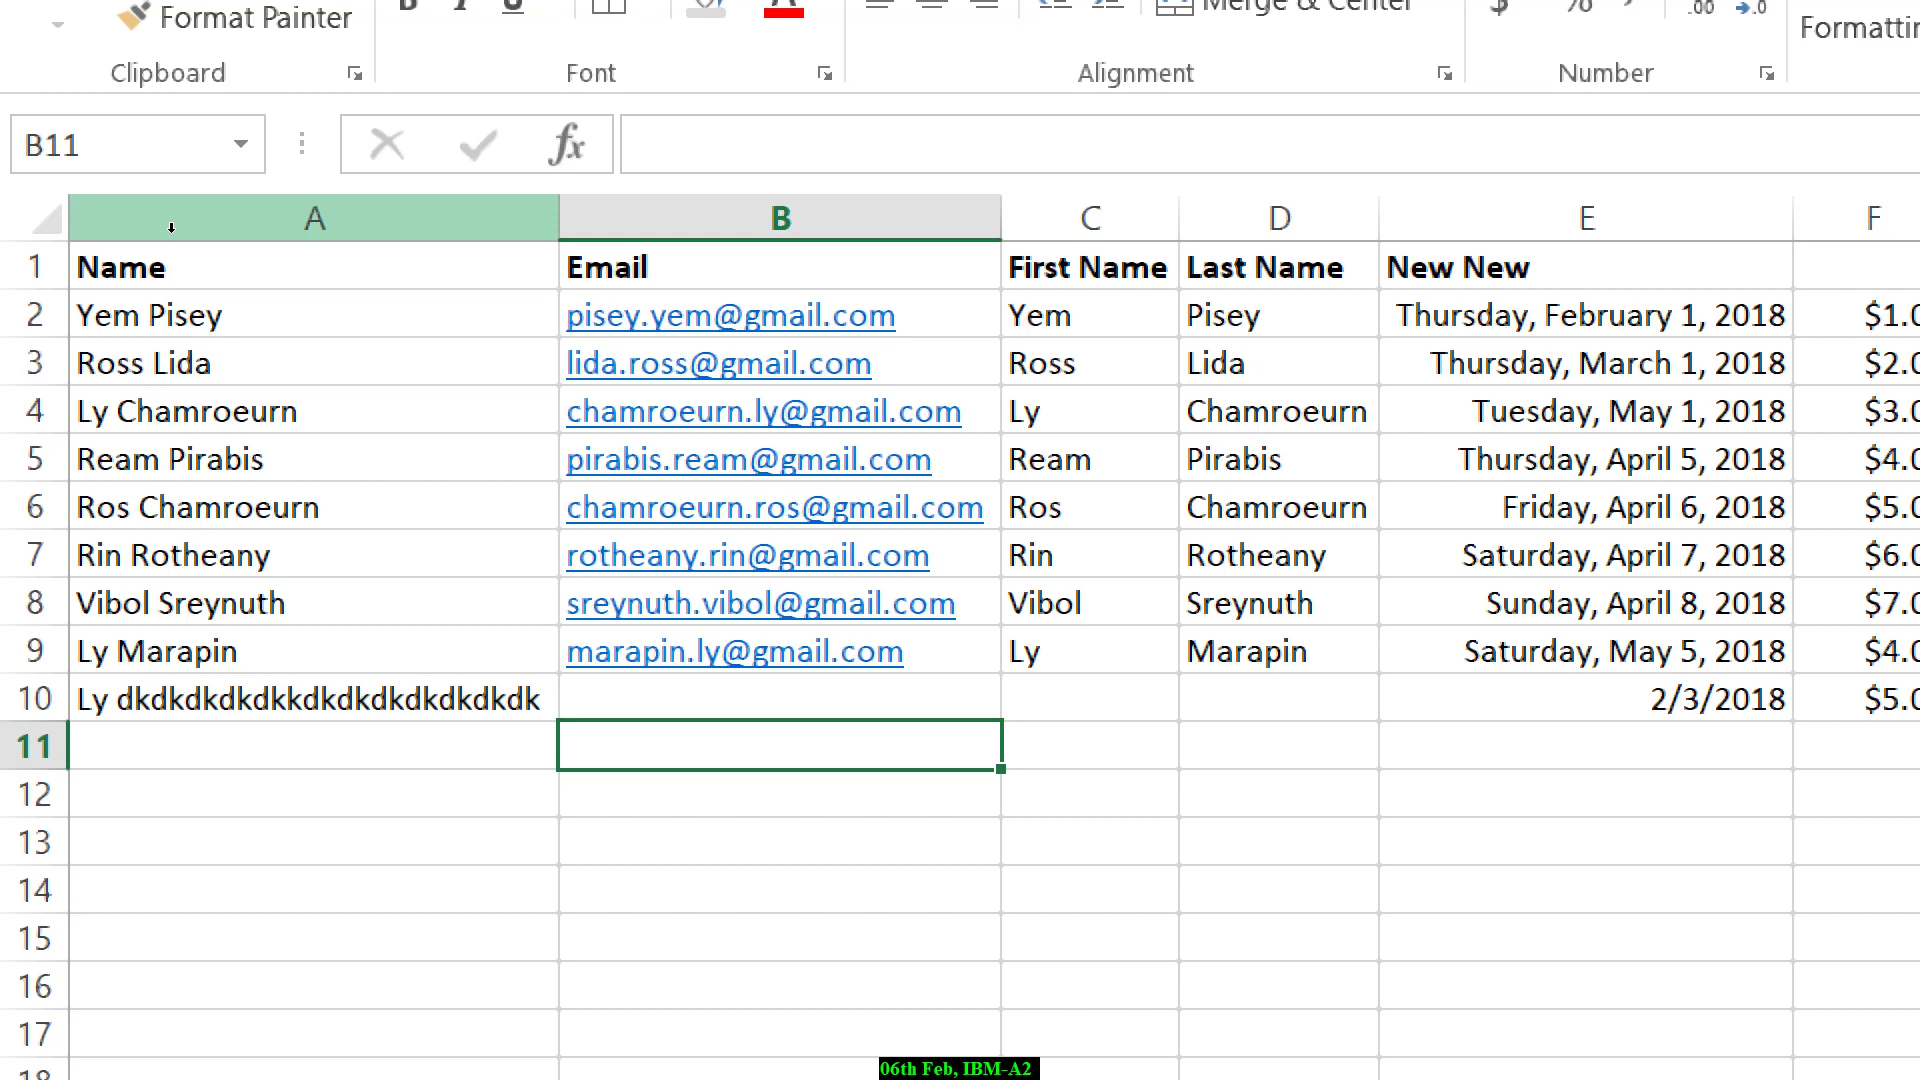 Format Painter
B I U
Merge & Center
$ % ,
.00 .0
Formattin
Clipboard Font Alignment Number
B11 fx
A B C D E F
1 Name Email First Name Last Name New New
2 Yem Pisey pisey.yem@gmail.com Yem Pisey Thursday, February 1, 2018 $1.0
3 Ross Lida lida.ross@gmail.com Ross Lida Thursday, March 1, 2018 $2.0
4 Ly Chamroeurn chamroeurn.ly@gmail.com Ly Chamroeurn Tuesday, May 1, 2018 $3.0
5 Ream Pirabis pirabis.ream@gmail.com Ream Pirabis Thursday, April 5, 2018 $4.0
6 Ros Chamroeurn chamroeurn.ros@gmail.com Ros Chamroeurn Friday, April 6, 2018 $5.0
7 Rin Rotheany rotheany.rin@gmail.com Rin Rotheany Saturday, April 7, 2018 $6.0
8 Vibol Sreynuth sreynuth.vibol@gmail.com Vibol Sreynuth Sunday, April 8, 2018 $7.0
9 Ly Marapin marapin.ly@gmail.com Ly Marapin Saturday, May 5, 2018 $4.0
10 Ly dkdkdkdkdkkdkdkdkdkdkdkdk 2/3/2018 $5.0
11
12
13
14
15
16
17
18
06th Feb, IBM-A2